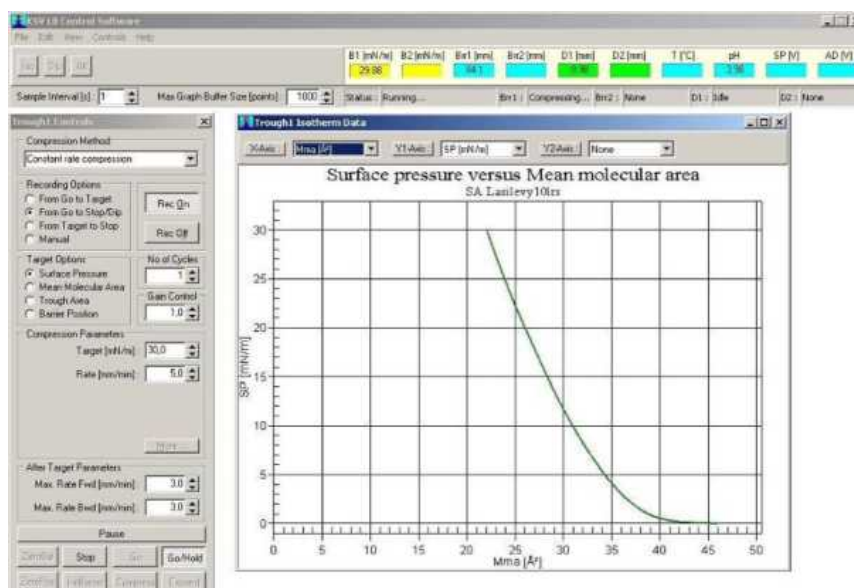 KSV LB Control Software
File Edit View Controls Help
B1 [mN/m] B2 [mN/m] Brr1 [mm] Brr2 [mm] D1 [mm] D2 [mm] T [°C] pH SP [V] AD [V]
29.88
Sample Interval [s] : 1 Max Graph Buffer Size [points] 1000 Status : Running... Brr1 : Compressing... Brr2 : None D1 : Idle D2 : None
Trough1 Controls
Compression Method
Constant rate compression
Recording Options
From Go to Target
From Go to Stop/Dip
From Target to Stop
Manual
Rec On
Rec Off
Target Options
Surface Pressure
Mean Molecular Area
Trough Area
Barrier Position
No of Cycles
1
Gain Control
1,0
Compression Parameters
Target [mN/m] 30,0
Rate [mm/min] 5.0
More ...
After Target Parameters
Max. Rate Fwd [mm/min] 3.0
Max. Rate Bwd [mm/min] 3.0
Pause
Stop Go Go/Hold
Trough1 Isotherm Data
X-Axis : Mma [Å²] Y1-Axis : SP [mN/m] Y2-Axis : None
Surface pressure versus Mean molecular area
30
25
20
15
10
5
0
SP [mN/m]
0 5 10 15 20 25 30 35 40 45 50
Mma [Å²]